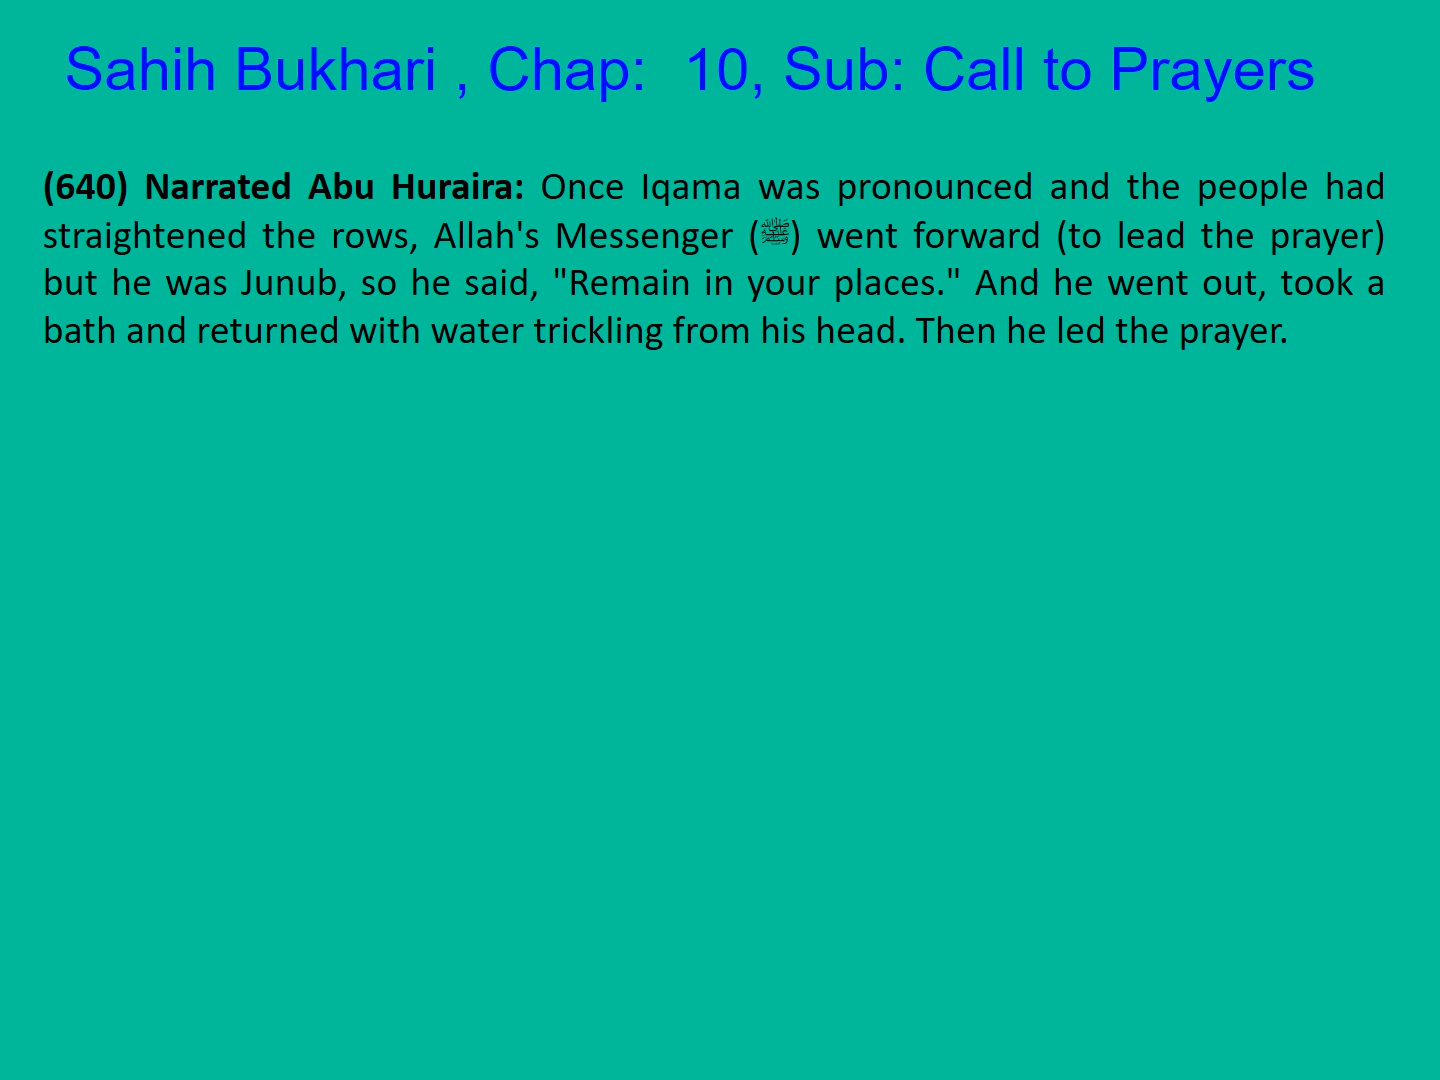 Sahih Bukhari , Chap:  10, Sub: Call to Prayers
(640) Narrated Abu Huraira: Once Iqama was pronounced and the people had
straightened the rows, Allah's Messenger (ﷺ) went forward (to lead the prayer)
but he was Junub, so he said, "Remain in your places." And he went out, took a
bath and returned with water trickling from his head. Then he led the prayer.